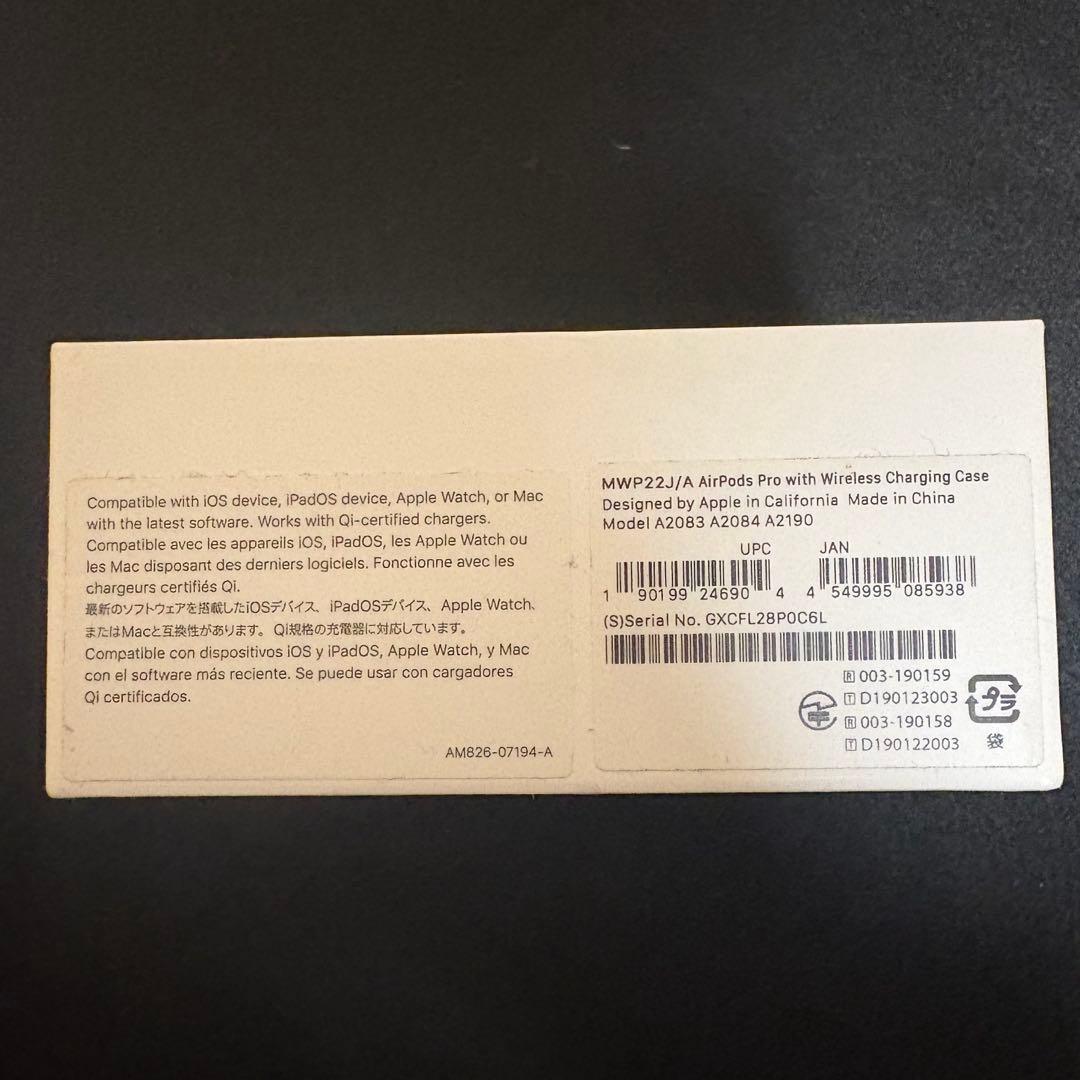 Compatible with iOS device, iPadOS device, Apple Watch, or Mac
with the latest software. Works with Qi-certified chargers.
Compatible avec les appareils iOS, iPadOS, les Apple Watch ou
les Mac disposant des derniers logiciels. Fonctionne avec les
chargeurs certifiés Qi.
最新のソフトウェアを搭載したiOSデバイス、iPadOSデバイス、Apple Watch、
またはMacと互換性があります。Qi規格の充電器に対応しています。
Compatible con dispositivos iOS y iPadOS, Apple Watch, y Mac
con el software más reciente. Se puede usar con cargadores
Qi certificados.
AM826-07194-A
MWP22J/A AirPods Pro with Wireless Charging Case
Designed by Apple in California Made in China
Model A2083 A2084 A2190
UPC JAN
1 90199 24690 4 4 549995 085938
(S)Serial No. GXCFL28P0C6L
R 003-190159
T D190123003
R 003-190158
T D190122003
プラ
袋